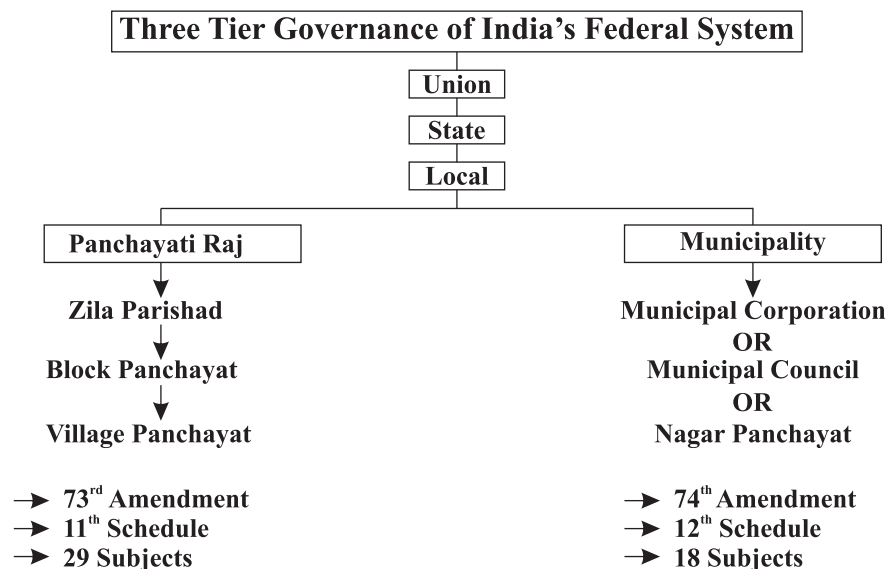 Three Tier Governance of India’s Federal System
Union
State
Local
Panchayati Raj
Zila Parishad
Block Panchayat
Village Panchayat
→ 73rd Amendment
→ 11th Schedule
→ 29 Subjects
Municipality
Municipal Corporation
OR
Municipal Council
OR
Nagar Panchayat
→ 74th Amendment
→ 12th Schedule
→ 18 Subjects